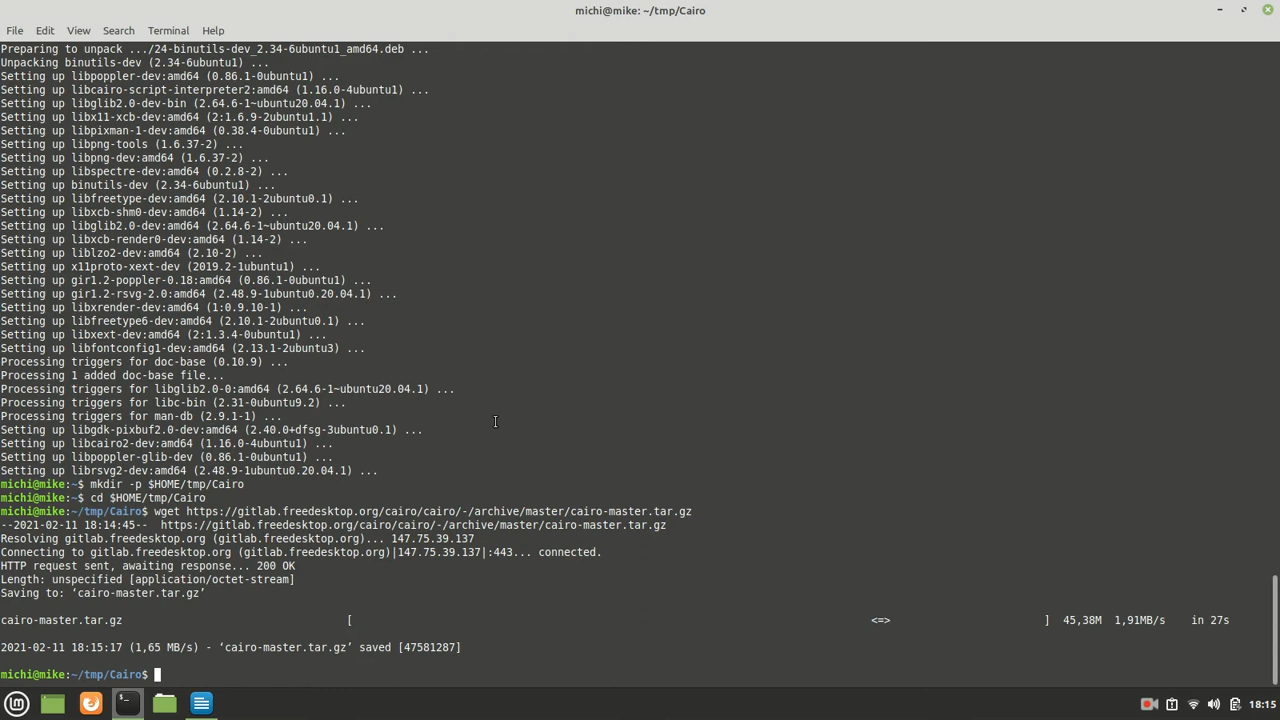 michi@mike: ~/tmp/Cairo
File Edit View Search Terminal Help
Preparing to unpack .../24-binutils-dev_2.34-6ubuntu1_amd64.deb ...
Unpacking binutils-dev (2.34-6ubuntu1) ...
Setting up libpoppler-dev:amd64 (0.86.1-0ubuntu1) ...
Setting up libcairo-script-interpreter2:amd64 (1.16.0-4ubuntu1) ...
Setting up libglib2.0-dev-bin (2.64.6-1~ubuntu20.04.1) ...
Setting up libx11-xcb-dev:amd64 (2:1.6.9-2ubuntu1.1) ...
Setting up libpixman-1-dev:amd64 (0.38.4-0ubuntu1) ...
Setting up libpng-tools (1.6.37-2) ...
Setting up libpng-dev:amd64 (1.6.37-2) ...
Setting up libspectre-dev:amd64 (0.2.8-2) ...
Setting up binutils-dev (2.34-6ubuntu1) ...
Setting up libfreetype-dev:amd64 (2.10.1-2ubuntu0.1) ...
Setting up libxcb-shm0-dev:amd64 (1.14-2) ...
Setting up libglib2.0-dev:amd64 (2.64.6-1~ubuntu20.04.1) ...
Setting up libxcb-render0-dev:amd64 (1.14-2) ...
Setting up liblzo2-dev:amd64 (2.10-2) ...
Setting up x11proto-xext-dev (2019.2-1ubuntu1) ...
Setting up gir1.2-poppler-0.18:amd64 (0.86.1-0ubuntu1) ...
Setting up gir1.2-rsvg-2.0:amd64 (2.48.9-1ubuntu0.20.04.1) ...
Setting up libxrender-dev:amd64 (1:0.9.10-1) ...
Setting up libfreetype6-dev:amd64 (2.10.1-2ubuntu0.1) ...
Setting up libxext-dev:amd64 (2:1.3.4-0ubuntu1) ...
Setting up libfontconfig1-dev:amd64 (2.13.1-2ubuntu3) ...
Processing triggers for doc-base (0.10.9) ...
Processing 1 added doc-base file...
Processing triggers for libglib2.0-0:amd64 (2.64.6-1~ubuntu20.04.1) ...
Processing triggers for libc-bin (2.31-0ubuntu9.2) ...
Processing triggers for man-db (2.9.1-1) ...
Setting up libgdk-pixbuf2.0-dev:amd64 (2.40.0+dfsg-3ubuntu0.1) ...
Setting up libcairo2-dev:amd64 (1.16.0-4ubuntu1) ...
Setting up libpoppler-glib-dev (0.86.1-0ubuntu1) ...
Setting up librsvg2-dev:amd64 (2.48.9-1ubuntu0.20.04.1) ...
michi@mike:~$ mkdir -p $HOME/tmp/Cairo
michi@mike:~$ cd $HOME/tmp/Cairo
michi@mike:~/tmp/Cairo$ wget https://gitlab.freedesktop.org/cairo/cairo/-/archive/master/cairo-master.tar.gz
--2021-02-11 18:14:45-- https://gitlab.freedesktop.org/cairo/cairo/-/archive/master/cairo-master.tar.gz
Resolving gitlab.freedesktop.org (gitlab.freedesktop.org)... 147.75.39.137
Connecting to gitlab.freedesktop.org (gitlab.freedesktop.org)|147.75.39.137|:443... connected.
HTTP request sent, awaiting response... 200 OK
Length: unspecified [application/octet-stream]
Saving to: ‘cairo-master.tar.gz’
cairo-master.tar.gz [ <=> ] 45,38M 1,91MB/s in 27s
2021-02-11 18:15:17 (1,65 MB/s) - ‘cairo-master.tar.gz’ saved [47581287]
michi@mike:~/tmp/Cairo$
18:15